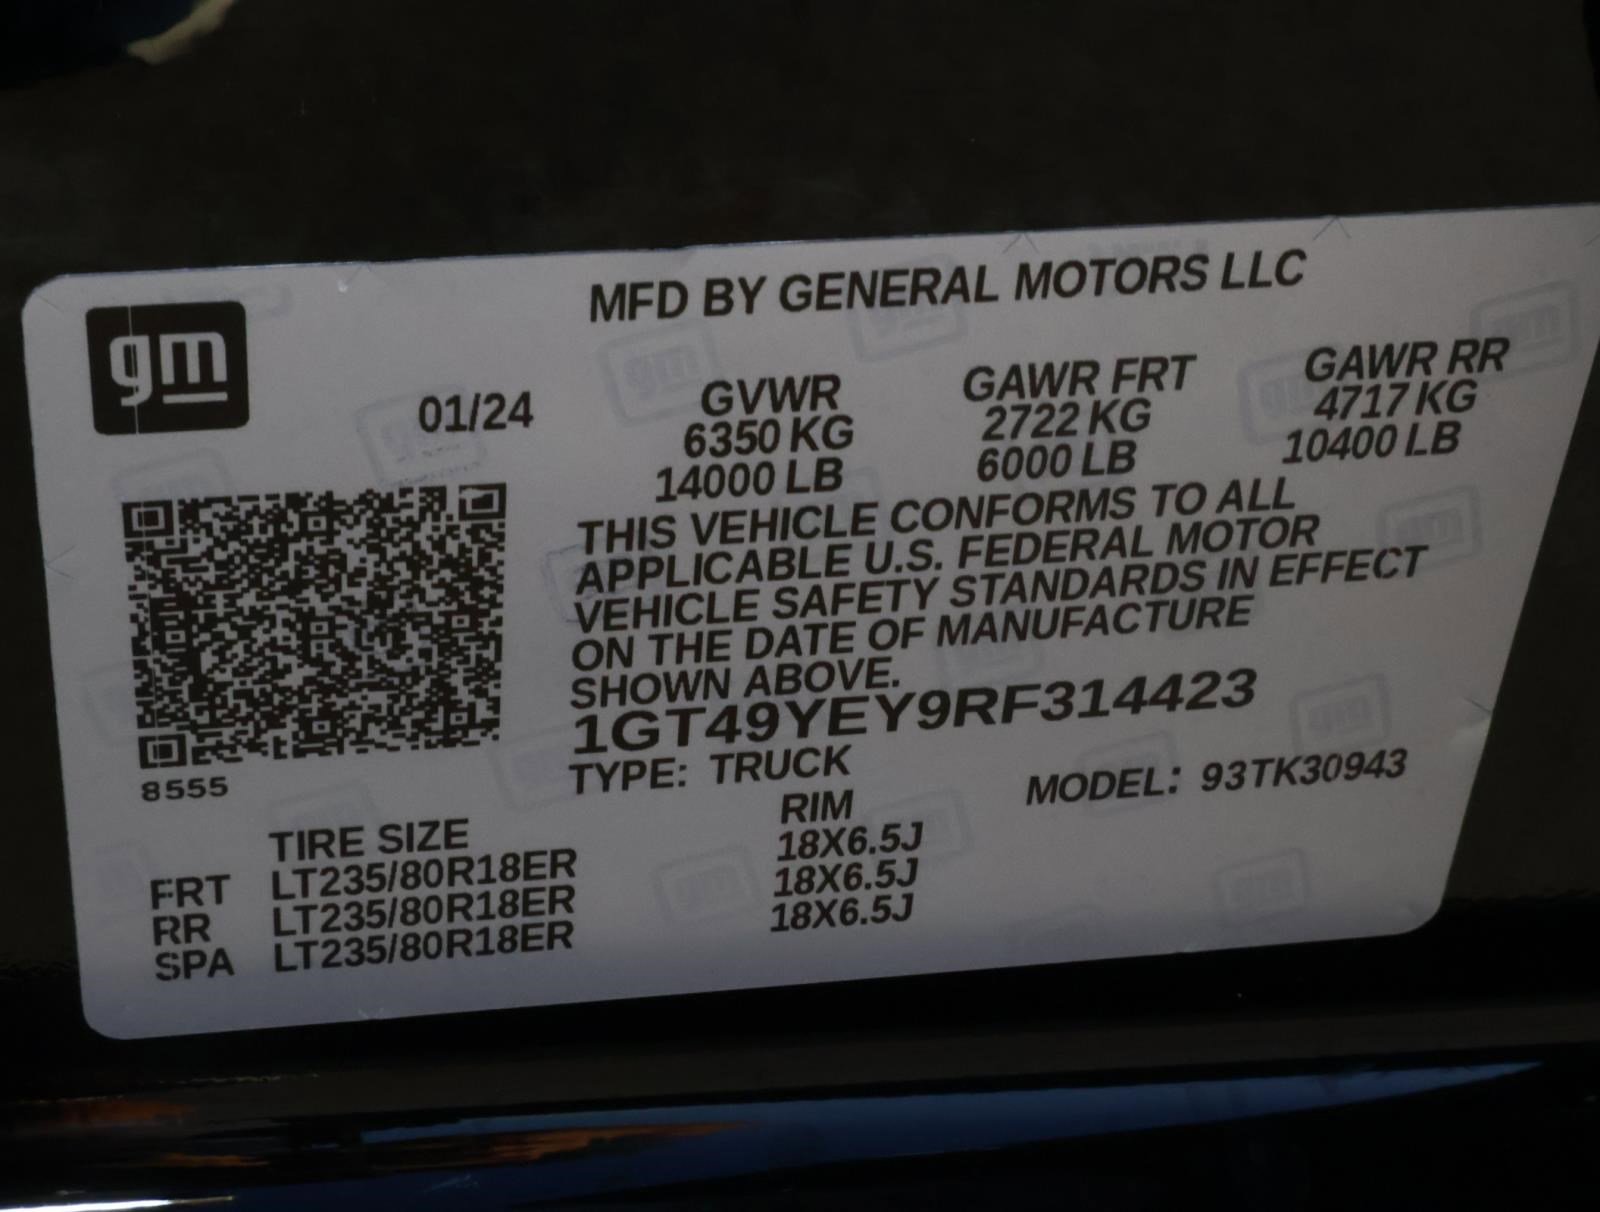 MFD BY GENERAL MOTORS LLC
gm
01/24
GVWR GAWR FRT GAWR RR
6350 KG 2722 KG 4717 KG
14000 LB 6000 LB 10400 LB
THIS VEHICLE CONFORMS TO ALL
APPLICABLE U.S. FEDERAL MOTOR
VEHICLE SAFETY STANDARDS IN EFFECT
ON THE DATE OF MANUFACTURE
SHOWN ABOVE.
1GT49YEY9RF314423
TYPE: TRUCK MODEL: 93TK30943
8555
TIRE SIZE RIM
FRT LT235/80R18ER 18X6.5J
RR LT235/80R18ER 18X6.5J
SPA LT235/80R18ER 18X6.5J